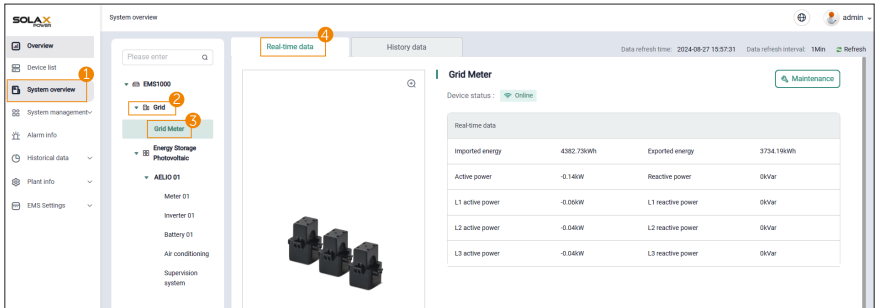 SOLAX
POWER
System overview
admin
Overview
Device list
1
System overview
System management
Alarm info
Historical data
Plant info
EMS Settings
Please enter
EMS1000
2
Grid
3
Grid Meter
Energy Storage
Photovoltaic
AELIO 01
Meter 01
Inverter 01
Battery 01
Air conditioning
Supervision
system
4
Real-time data
History data
Data refresh time: 2024-08-27 15:57:31 Data refresh interval: 1Min Refresh
Grid Meter
Maintenance
Device status : Online
Real-time data
Imported energy 4382.73kWh Exported energy 3734.19kWh
Active power -0.14kW Reactive power 0kVar
L1 active power -0.06kW L1 reactive power 0kVar
L2 active power -0.04kW L2 reactive power 0kVar
L3 active power -0.04kW L3 reactive power 0kVar